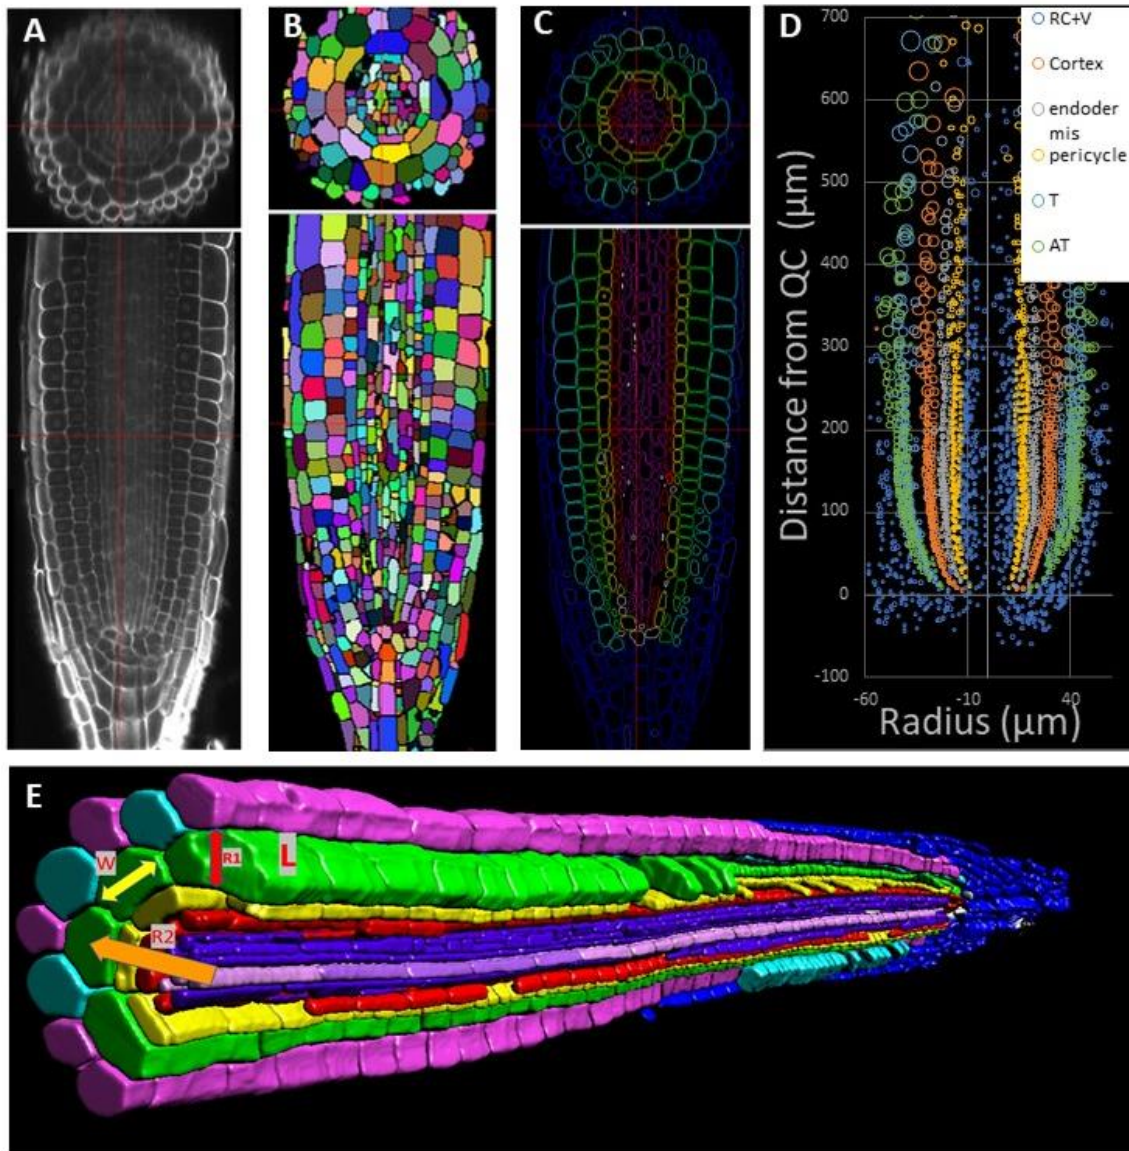 A
B
C
D
700
600
500
400
300
200
100
0
-100
-60
-10
40
Distance from QC (µm)
Radius (µm)
RC+V
Cortex
endoder
mis
pericycle
T
AT
E
W
R1
L
R2